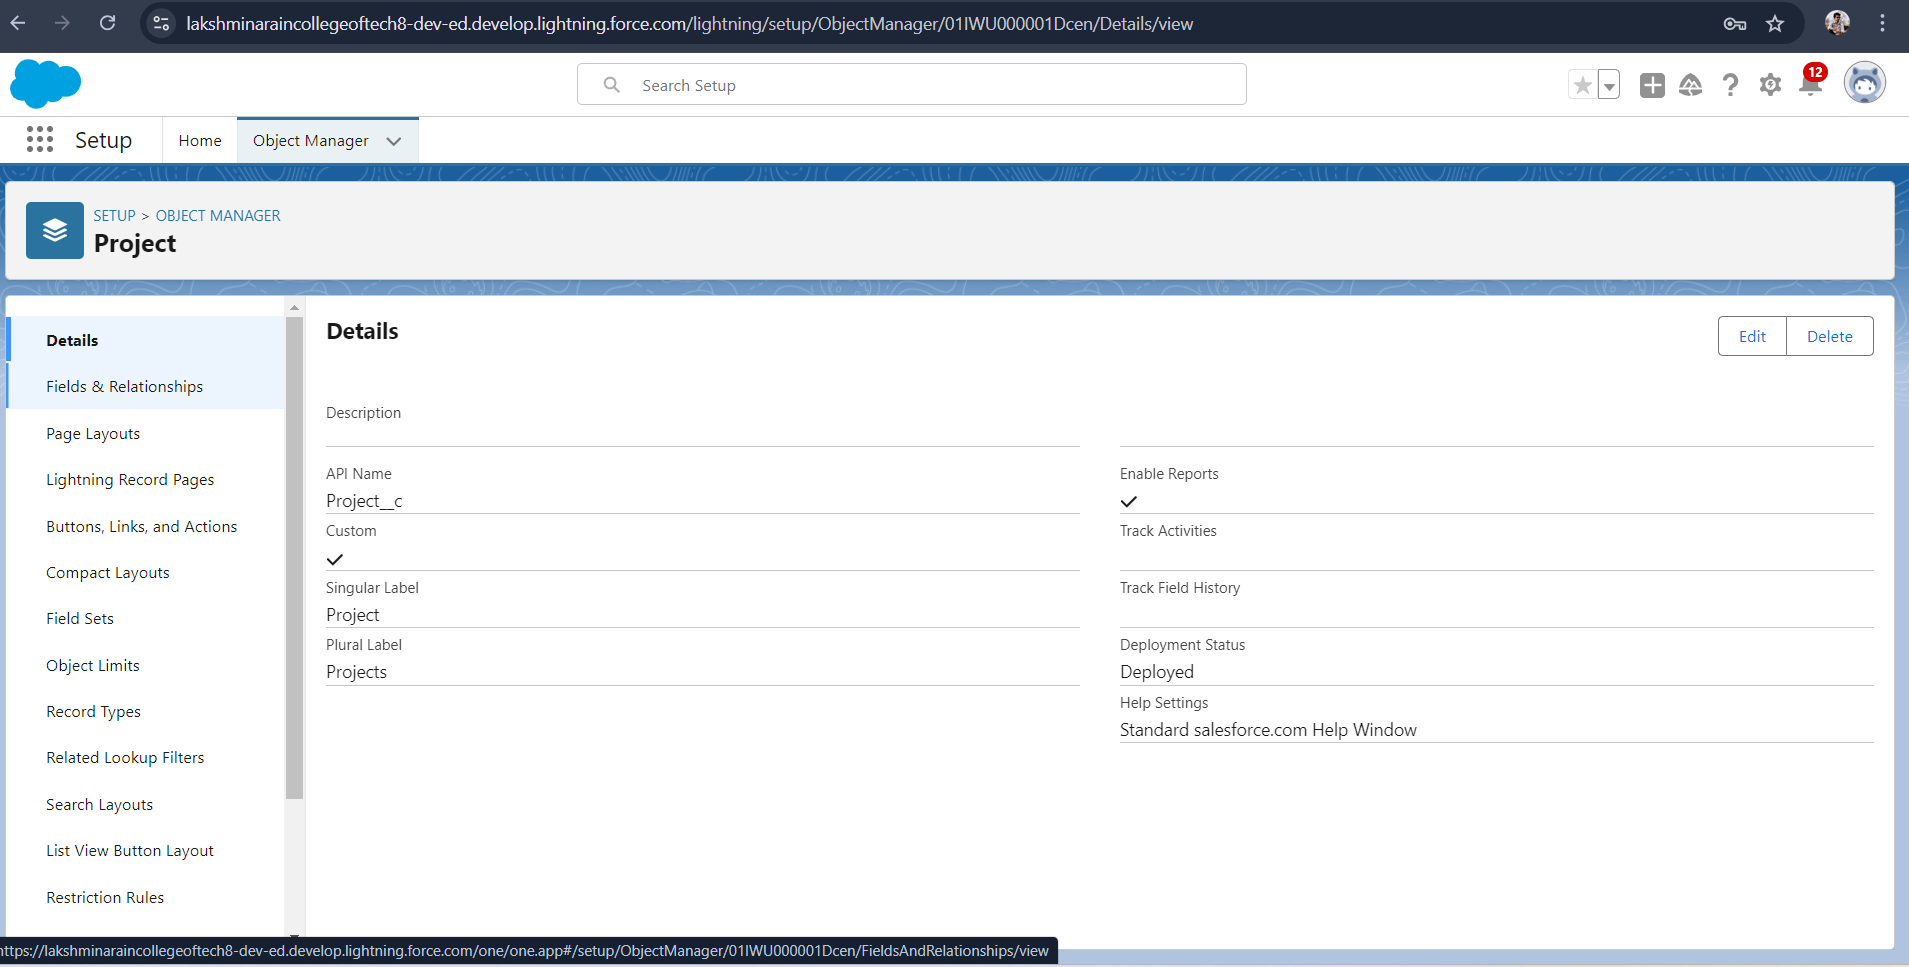 lakshminaraincollegeoftech8-dev-ed.develop.lightning.force.com/lightning/setup/ObjectManager/01IWU000001Dcen/Details/view
Search Setup
12
Setup
Home
Object Manager
SETUP > OBJECT MANAGER
Project
Details
Fields & Relationships
Page Layouts
Lightning Record Pages
Buttons, Links, and Actions
Compact Layouts
Field Sets
Object Limits
Record Types
Related Lookup Filters
Search Layouts
List View Button Layout
Restriction Rules
Details
Edit
Delete
Description
API Name
Project__c
Custom
Singular Label
Project
Plural Label
Projects
Enable Reports
Track Activities
Track Field History
Deployment Status
Deployed
Help Settings
Standard salesforce.com Help Window
https://lakshminaraincollegeoftech8-dev-ed.develop.lightning.force.com/one/one.app#/setup/ObjectManager/01IWU000001Dcen/FieldsAndRelationships/view